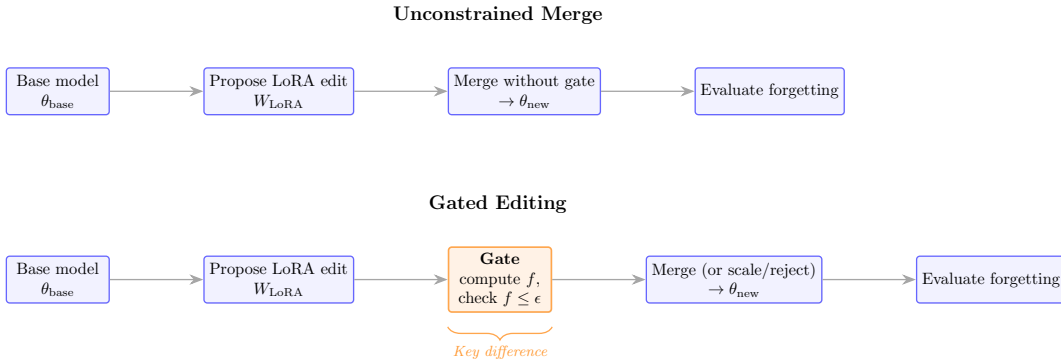 Unconstrained Merge
Base model
θ_base
Propose LoRA edit
W_LoRA
Merge without gate
→ θ_new
Evaluate forgetting
Gated Editing
Base model
θ_base
Propose LoRA edit
W_LoRA
Gate
compute f,
check f ≤ ϵ
Merge (or scale/reject)
→ θ_new
Evaluate forgetting
Key difference